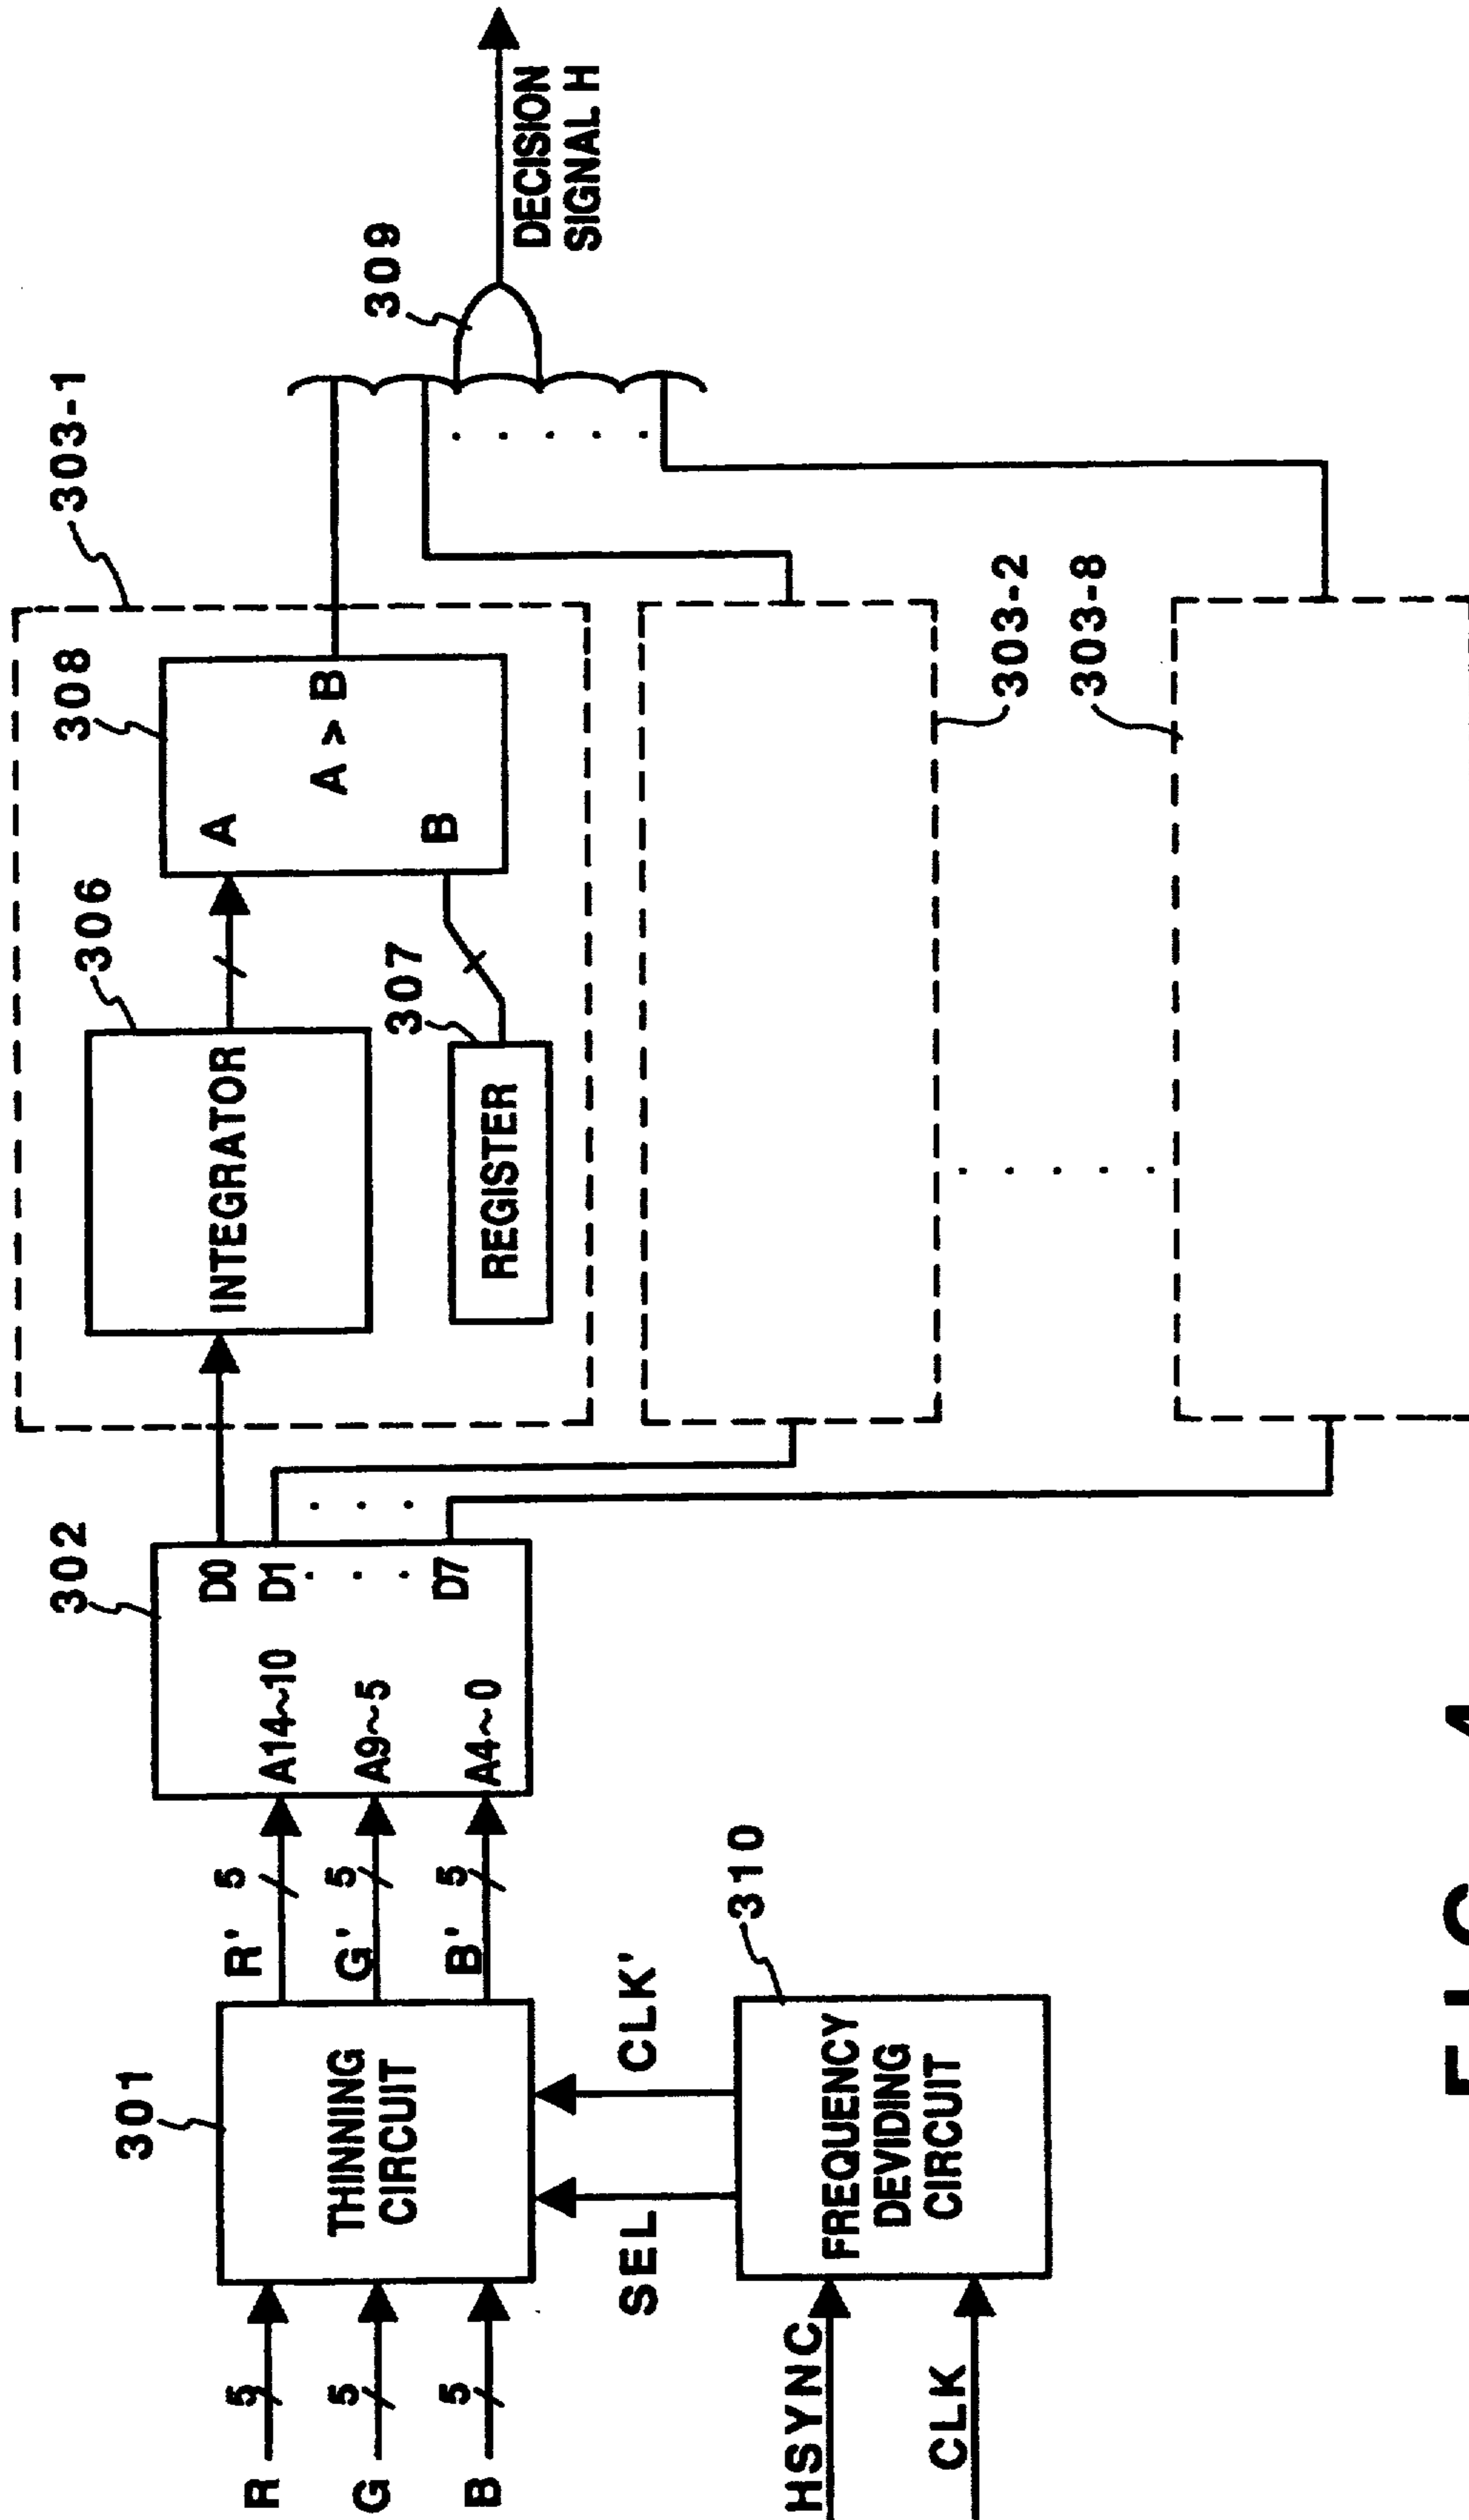 R
5
G
5
B
5
HSYNC
CLK
301
THINNING
CIRCUIT
SEL
CLK'
FREQUENCY
DEVIDING
CIRCUIT
310
R'
5
G'
5
B'
5
302
A14~10
A9~5
A4~0
D0
D1
D7
303-1
306
INTEGRATOR
307
REGISTER
308
A
A > B
B
303-2
303-8
309
DECISION
SIGNAL H